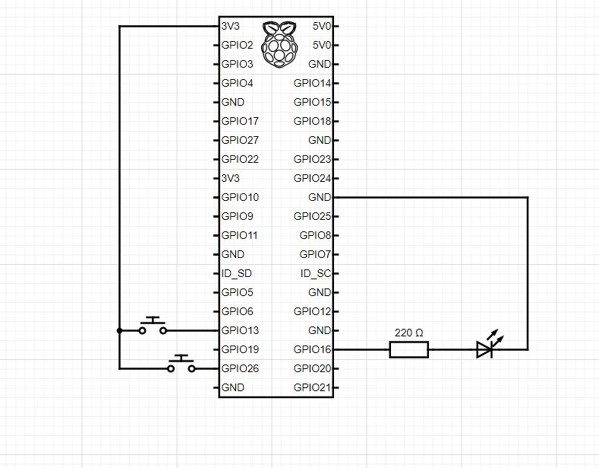 3V3 5V0
GPIO2 5V0
GPIO3 GND
GPIO4 GPIO14
GND GPIO15
GPIO17 GPIO18
GPIO27 GND
GPIO22 GPIO23
3V3 GPIO24
GPIO10 GND
GPIO9 GPIO25
GPIO11 GPIO8
GND GPIO7
ID_SD ID_SC
GPIO5 GND
GPIO6 GPIO12
GPIO13 GND
220 Ω
GPIO19 GPIO16
GPIO26 GPIO20
GND GPIO21